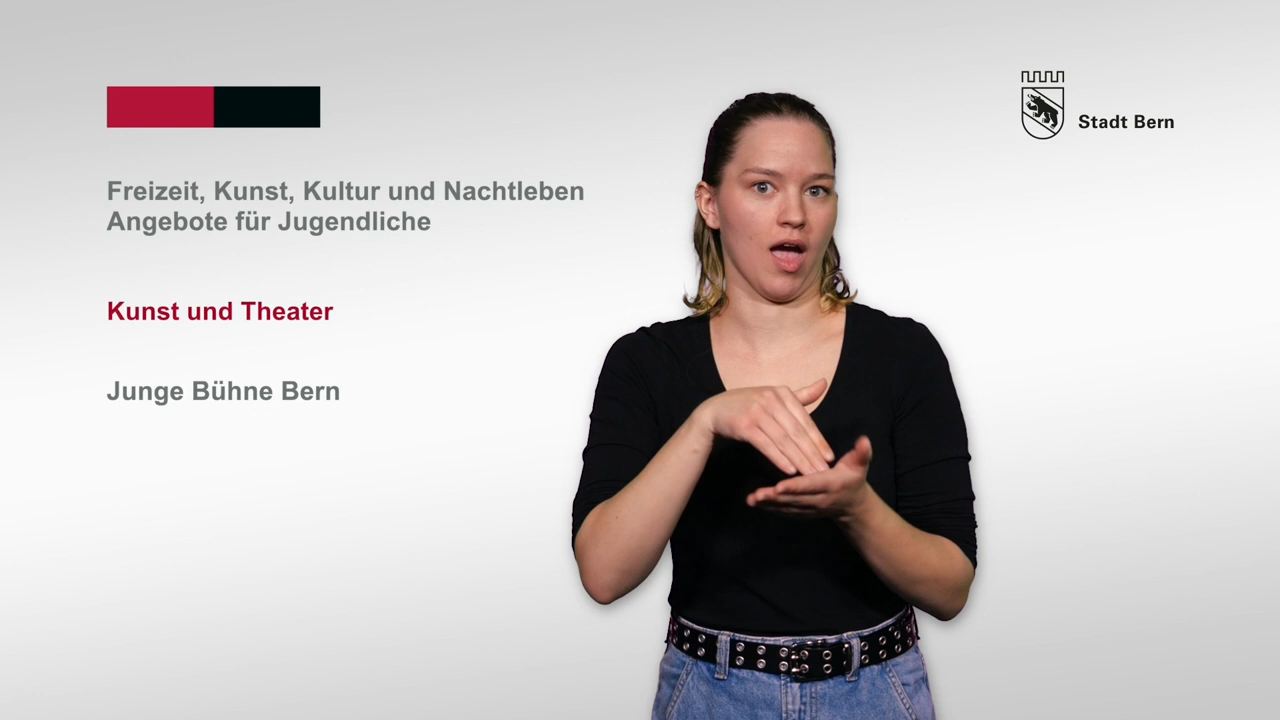 Stadt Bern
Freizeit, Kunst, Kultur und Nachtleben
Angebote für Jugendliche
Kunst und Theater
Junge Bühne Bern